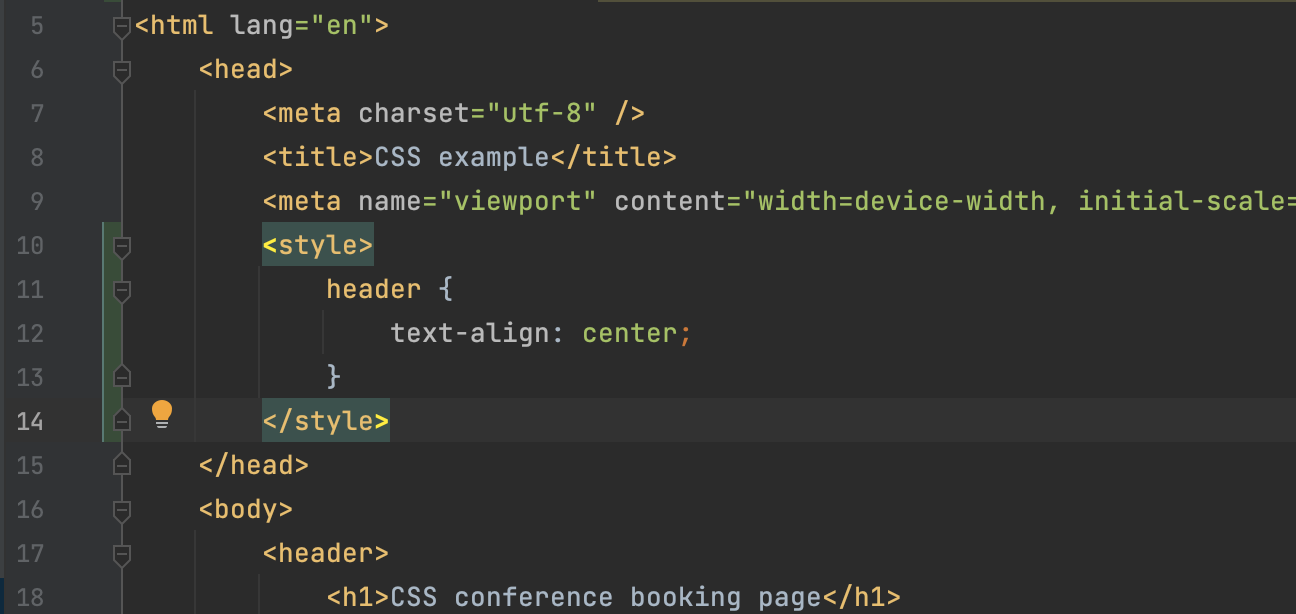 5 <html lang="en">
6 <head>
7 <meta charset="utf-8" />
8 <title>CSS example</title>
9 <meta name="viewport" content="width=device-width, initial-scale=
10 <style>
11 header {
12 text-align: center;
13 }
14 </style>
15 </head>
16 <body>
17 <header>
18 <h1>CSS conference booking page</h1>